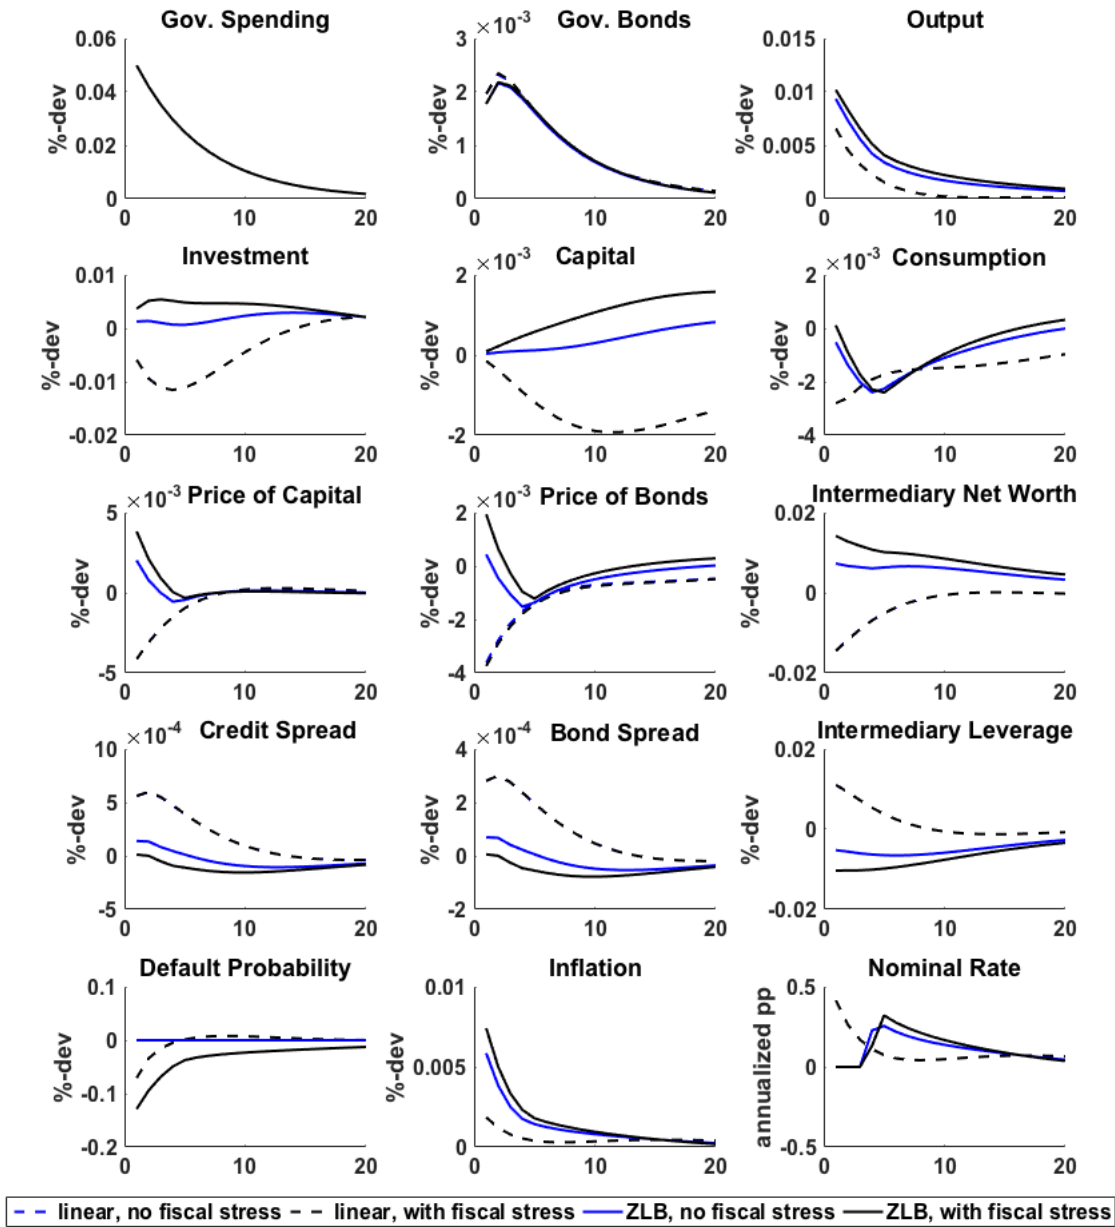 Gov. Spending
0.06
0.04
0.02
0
%-dev
0 10 20
×10⁻³ Gov. Bonds
3
2
1
0
%-dev
0 10 20
Output
0.015
0.01
0.005
0
%-dev
0 10 20
Investment
0.01
0
-0.01
-0.02
%-dev
0 10 20
×10⁻³ Capital
2
0
-2
%-dev
0 10 20
×10⁻³ Consumption
2
0
-2
-4
%-dev
0 10 20
×10⁻³ Price of Capital
5
0
-5
%-dev
0 10 20
×10⁻³ Price of Bonds
2
0
-2
-4
%-dev
0 10 20
Intermediary Net Worth
0.02
0
-0.02
%-dev
0 10 20
×10⁻⁴ Credit Spread
10
5
0
-5
%-dev
0 10 20
×10⁻⁴ Bond Spread
4
2
0
-2
%-dev
0 10 20
Intermediary Leverage
0.02
0
-0.02
%-dev
0 10 20
Default Probability
0.1
0
-0.1
-0.2
%-dev
0 10 20
Inflation
0.01
0.005
0
%-dev
0 10 20
Nominal Rate
0.5
0
-0.5
annualized pp
0 10 20
linear, no fiscal stress linear, with fiscal stress ZLB, no fiscal stress ZLB, with fiscal stress